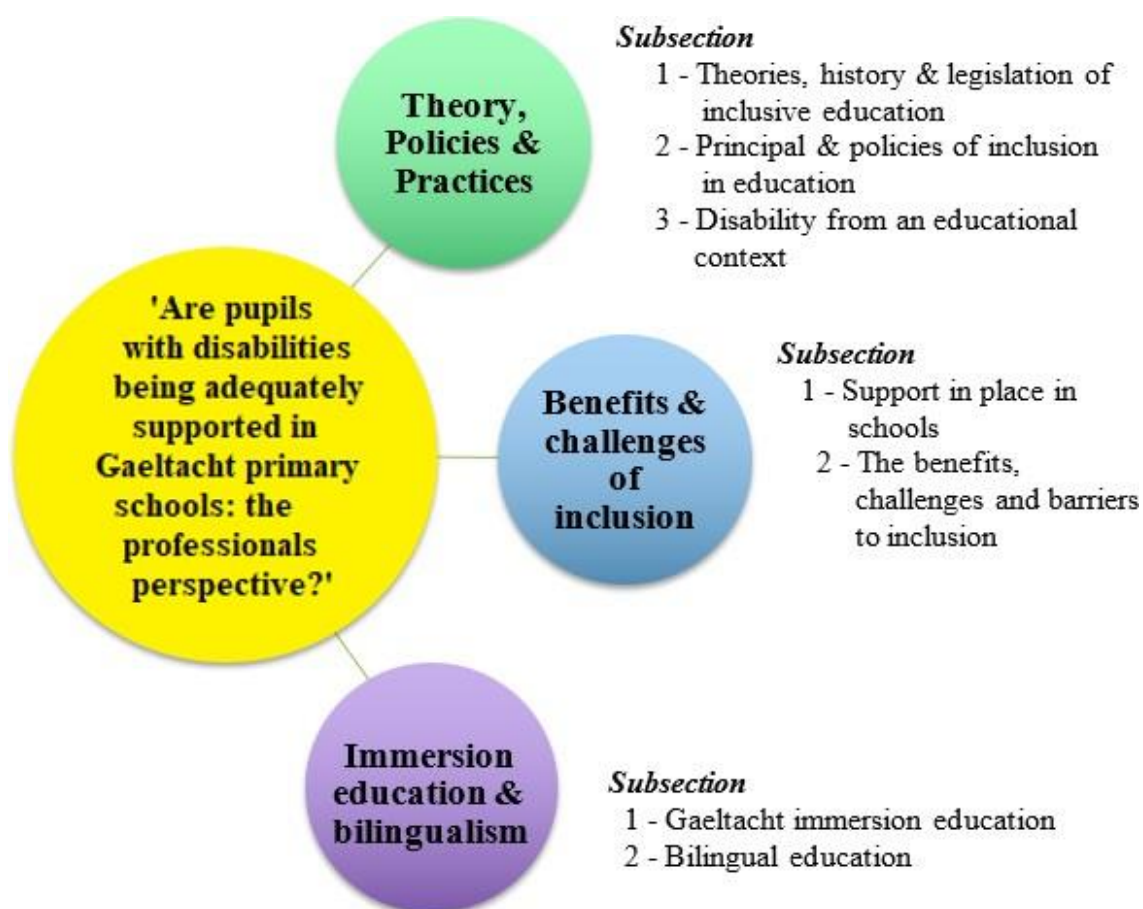 Theory,
Policies &
Practices
Subsection
1 - Theories, history & legislation of
inclusive education
2 - Principal & policies of inclusion
in education
3 - Disability from an educational
context
'Are pupils
with disabilities
being adequately
supported in
Gaeltacht primary
schools: the
professionals
perspective?'
Benefits &
challenges
of
inclusion
Subsection
1 - Support in place in
schools
2 - The benefits,
challenges and barriers
to inclusion
Immersion
education &
bilingualism
Subsection
1 - Gaeltacht immersion education
2 - Bilingual education